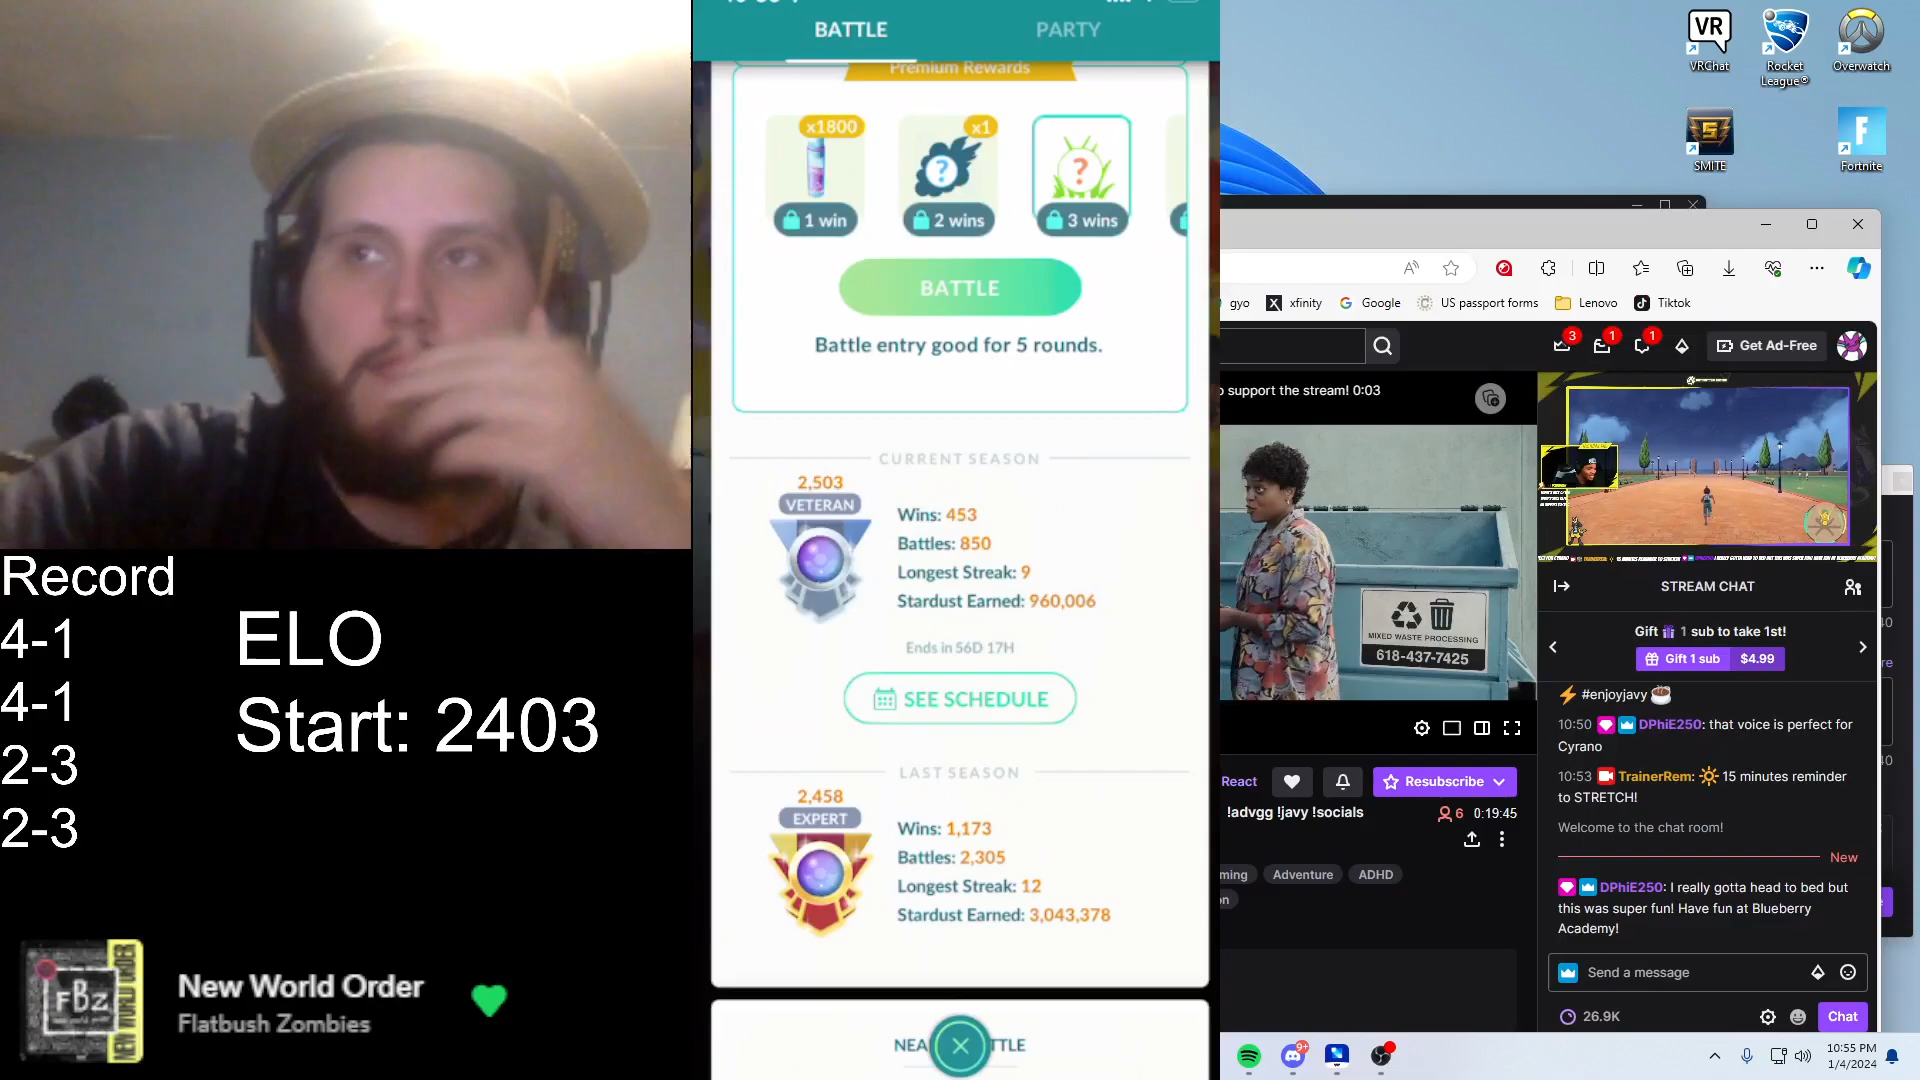 BATTLE
PARTY
Premium Rewards
x1800
x1
1 win
2 wins
3 wins
BATTLE
Battle entry good for 5 rounds.
CURRENT SEASON
2,503
VETERAN
Wins: 453
Battles: 850
Longest Streak: 9
Stardust Earned: 960,006
Ends in 56D 17H
SEE SCHEDULE
LAST SEASON
2,458
EXPERT
Wins: 1,173
Battles: 2,305
Longest Streak: 12
Stardust Earned: 3,043,378
Record
4-1
4-1
2-3
2-3
ELO
Start: 2403
FBZ
NEW WORLD ORDER
New World Order
Flatbush Zombies
VR
VRChat
Rocket
League®
Overwatch
SMITE
Fortnite
gyo
xfinity
Google
US passport forms
Lenovo
Tiktok
3
1
1
Get Ad-Free
support the stream! 0:03
MIXED WASTE PROCESSING
618-437-7425
STREAM CHAT
Gift 1 sub to take 1st!
Gift 1 sub
$4.99
#enjoyjavy
10:50 DPhiE250: that voice is perfect for
Cyrano
10:53 TrainerRem: 15 minutes reminder
to STRETCH!
Welcome to the chat room!
New
DPhiE250: I really gotta head to bed but
this was super fun! Have fun at Blueberry
Academy!
Send a message
26.9K
Chat
React
Resubscribe
!advgg !javy !socials
6
0:19:45
Adventure
ADHD
9+
10:55 PM
1/4/2024